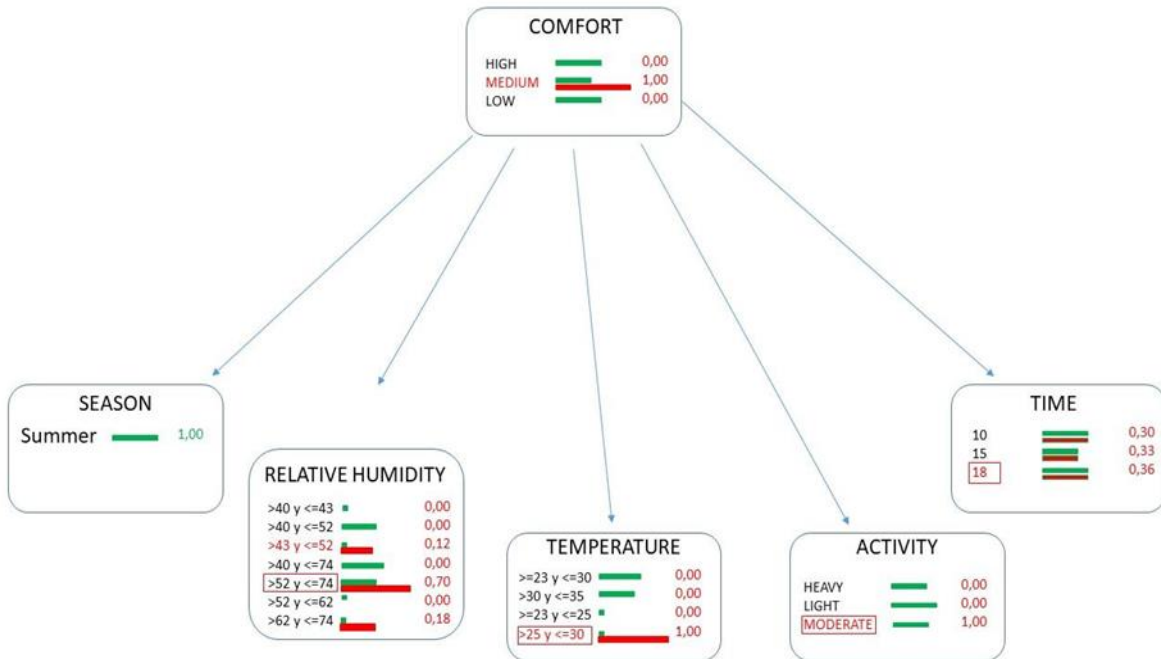 COMFORT
HIGH 0,00
MEDIUM 1,00
LOW 0,00
SEASON
Summer 1,00
RELATIVE HUMIDITY
>40 y <=43 0,00
>40 y <=52 0,00
>43 y <=52 0,12
>40 y <=74 0,00
>52 y <=74 0,70
>52 y <=62 0,00
>62 y <=74 0,18
TEMPERATURE
>=23 y <=30 0,00
>30 y <=35 0,00
>=23 y <=25 0,00
>25 y <=30 1,00
ACTIVITY
HEAVY 0,00
LIGHT 0,00
MODERATE 1,00
TIME
10 0,30
15 0,33
18 0,36